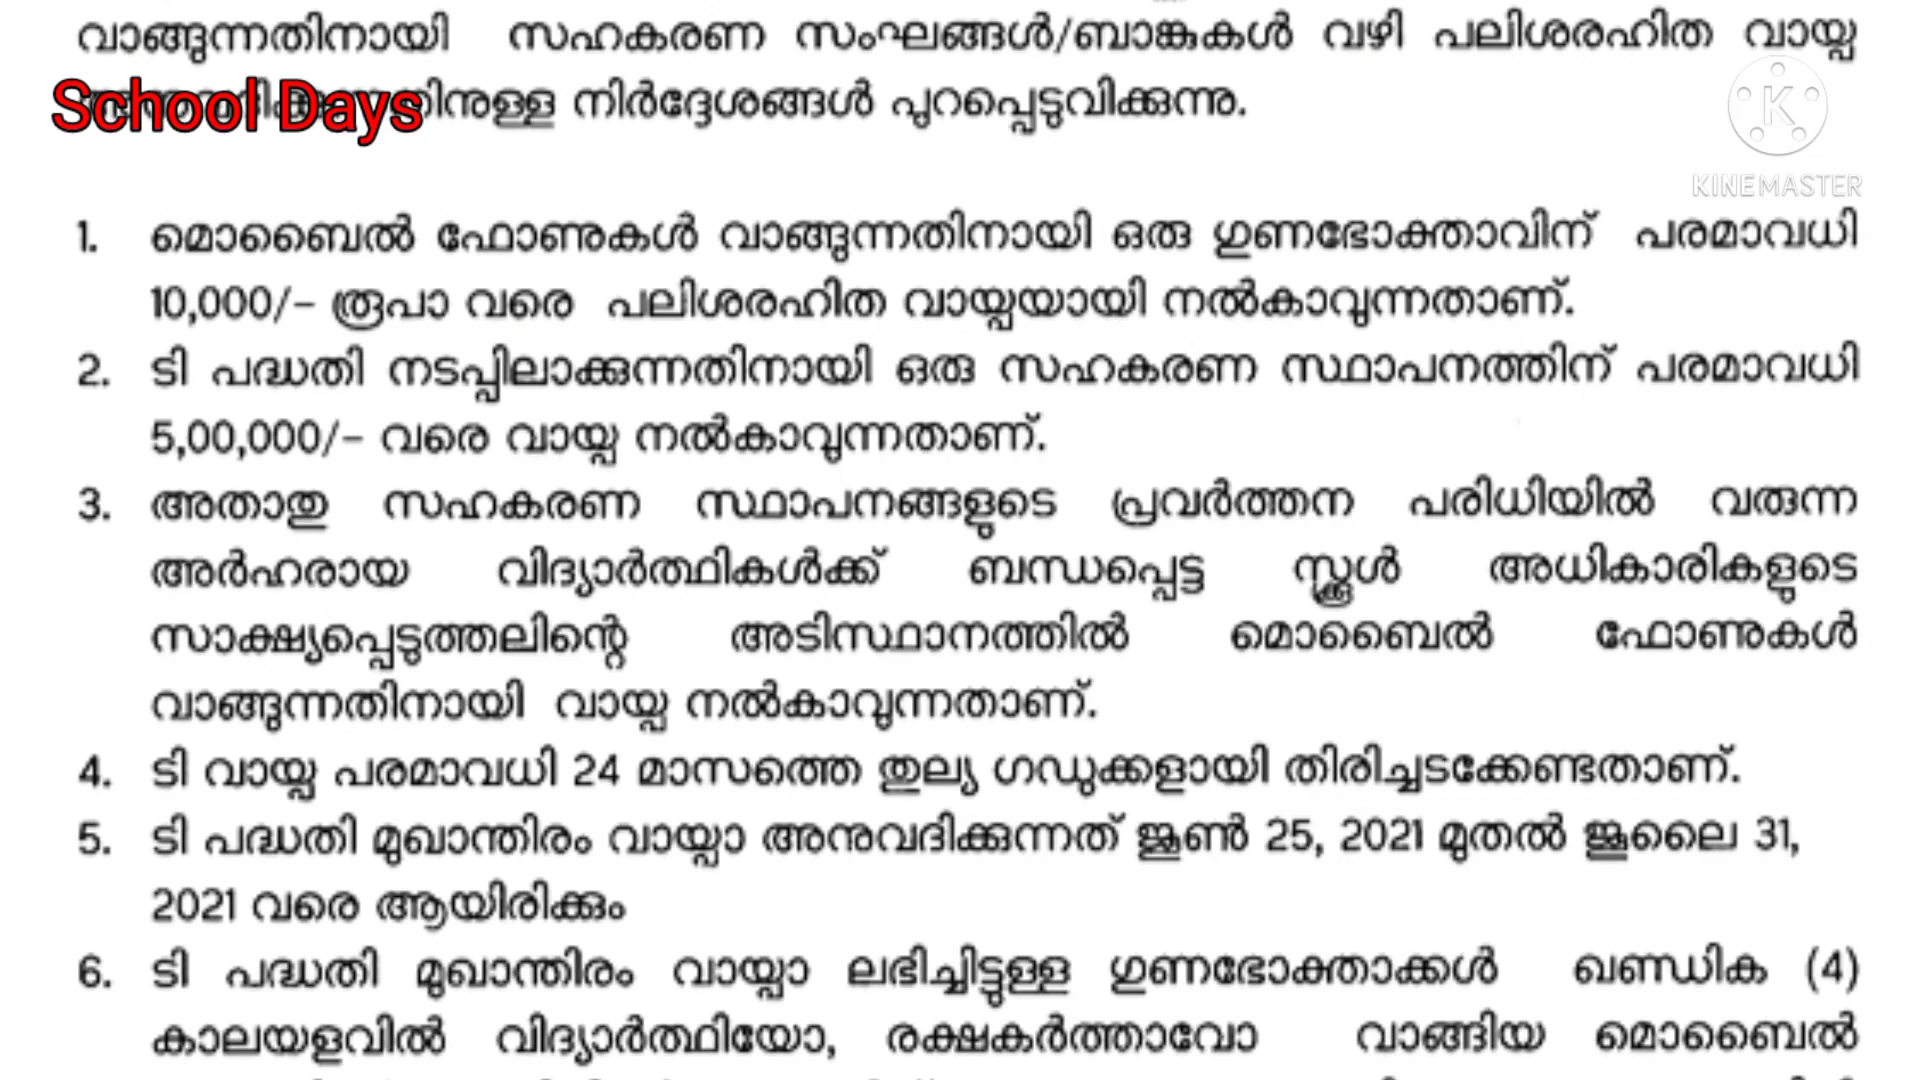 വാങ്ങുന്നതിനായി സഹകരണ സംഘങ്ങൾ/ബാങ്കുകൾ വഴി പലിശരഹിത വായ്പ
School Days നിർദ്ദേശങ്ങൾ പുറപ്പെടുവിക്കുന്നു.
KINEMASTER
1. മൊബൈൽ ഫോണുകൾ വാങ്ങുന്നതിനായി ഒരു ഗുണഭോക്താവിന് പരമാവധി
10,000/- രൂപാ വരെ പലിശരഹിത വായ്പയായി നൽകാവുന്നതാണ്.
2. ടി പദ്ധതി നടപ്പിലാക്കുന്നതിനായി ഒരു സഹകരണ സ്ഥാപനത്തിന് പരമാവധി
5,00,000/- വരെ വായ്പ നൽകാവുന്നതാണ്.
3. അതാതു സഹകരണ സ്ഥാപനങ്ങളുടെ പ്രവർത്തന പരിധിയിൽ വരുന്ന
അർഹരായ വിദ്യാർത്ഥികൾക്ക് ബന്ധപ്പെട്ട സ്കൂൾ അധികാരികളുടെ
സാക്ഷ്യപ്പെടുത്തലിന്റെ അടിസ്ഥാനത്തിൽ മൊബൈൽ ഫോണുകൾ
വാങ്ങുന്നതിനായി വായ്പ നൽകാവുന്നതാണ്.
4. ടി വായ്പ പരമാവധി 24 മാസത്തെ തുല്യ ഗഡുക്കളായി തിരിച്ചടക്കേണ്ടതാണ്.
5. ടി പദ്ധതി മുഖാന്തിരം വായ്പാ അനുവദിക്കുന്നത് ജൂൺ 25, 2021 മുതൽ ജൂലൈ 31,
2021 വരെ ആയിരിക്കും
6. ടി പദ്ധതി മുഖാന്തിരം വായ്പാ ലഭിച്ചിട്ടുള്ള ഗുണഭോക്താക്കൾ ഖണ്ഡിക (4)
കാലയളവിൽ വിദ്യാർത്ഥിയോ, രക്ഷകർത്താവോ വാങ്ങിയ മൊബൈൽ